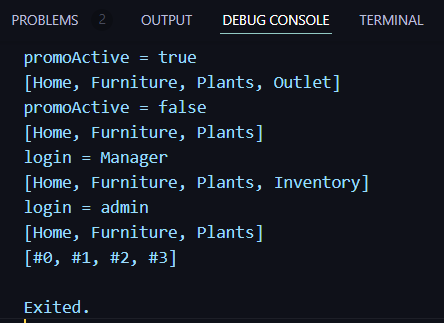 PROBLEMS 2 OUTPUT DEBUG CONSOLE TERMINAL
promoActive = true
[Home, Furniture, Plants, Outlet]
promoActive = false
[Home, Furniture, Plants]
login = Manager
[Home, Furniture, Plants, Inventory]
login = admin
[Home, Furniture, Plants]
[#0, #1, #2, #3]
Exited.